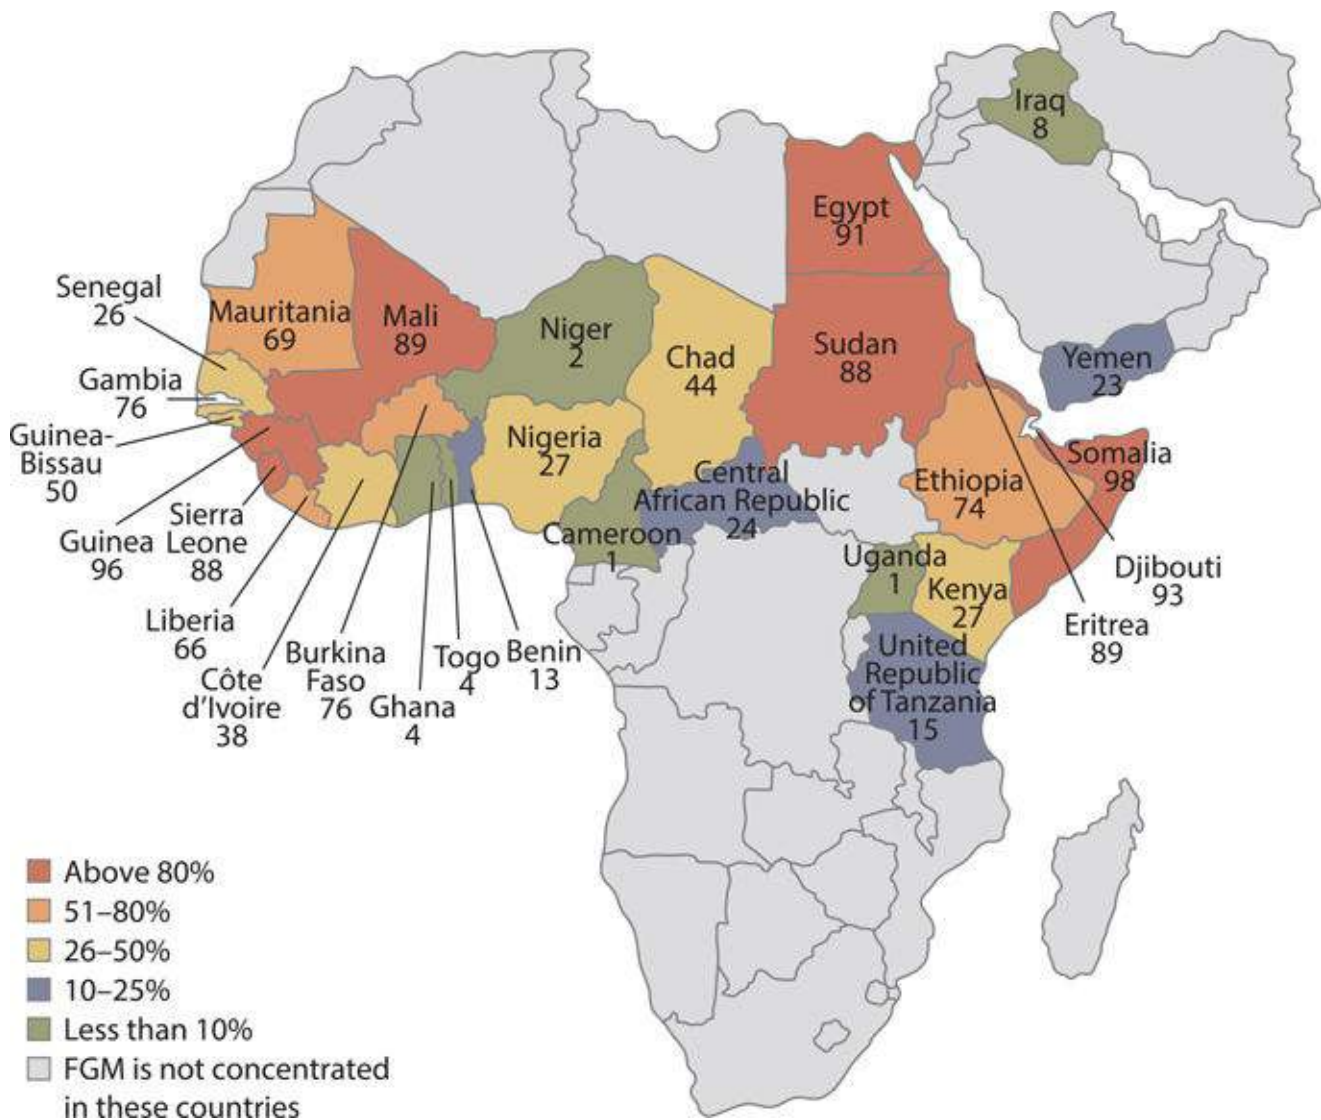 Iraq
8
Egypt
91
Senegal
26
Mauritania
69
Mali
89
Niger
2
Chad
44
Sudan
88
Yemen
23
Gambia
76
Guinea-
Bissau
50
Nigeria
27
Central
African Republic
24
Ethiopia
74
Somalia
98
Guinea
96
Sierra
Leone
88
Cameroon
1
Uganda
1
Kenya
27
Djibouti
93
Eritrea
89
Liberia
66
Côte
d'Ivoire
38
Burkina
Faso
76
Ghana
4
Togo
4
Benin
13
United
Republic
of Tanzania
15
Above 80%
51–80%
26–50%
10–25%
Less than 10%
FGM is not concentrated
in these countries